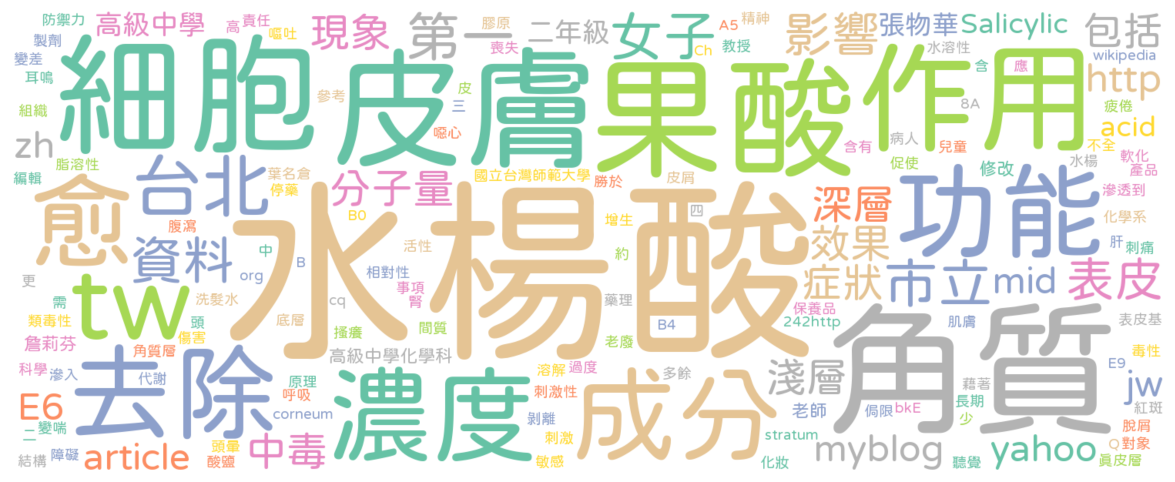 防禦力 高級中學 高 責任 嘔吐 現象 第一 膠原 喪失 二年級 女子 A5 精神 教授 Ch 影響 張物華 Salicylic 包括
製劑 變差 耳鳴 組織 zh 脂溶性 編輯
細胞 皮膚 果酸 作用
參考 皮 三 噁心 水溶性 含 應 8A wikipedia http 疲倦 acid 不全
愈 台北 葉名倉 停藥 分子量 國立台灣師範大學 勝於 皮屑 含有 病人 促使 兒童 修改 水楊 軟化 產品 滲透到
腹瀉 B0 水楊酸 增生 四 深層 功能 化學系
資料 中 org B 活性 相對性 事項 腎 約 效果 肝 刺痛
更 需 tw 洗髮水 cq 藥理 症狀 市立 mid 表皮
類毒性 頭 傷害 底層 搔癢 間質 B4 保養品 242http 肌膚 表皮基
詹莉芬 角質層 高級中學化學科 老廢 角質 毒性
科學 滲入 去除 代謝 原理 呼吸 濃度 溶解 過度 刺激性 成分 多餘 淺層 藉著 E9 jw
E6 二 變喘 corneum 剝離 老師 侷限 bkE 長期 少 紅斑 脫屑
結構 障礙 article 頭暈 酸鹽 中毒 刺激 敏感 stratum 化妝 myblog 聽覺 yahoo O 對象 真皮層